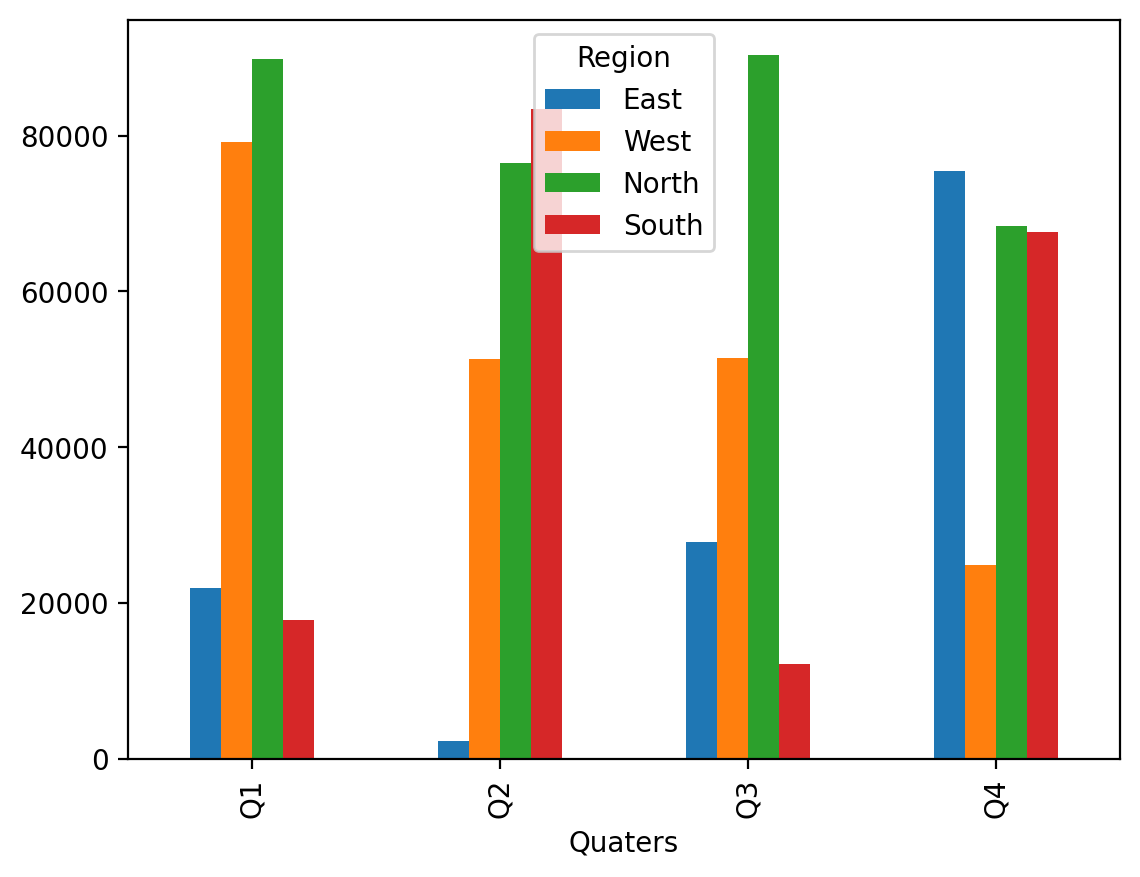 Region
East
West
North
South
80000
60000
40000
20000
0
Q1
Q2
Q3
Q4
Quaters